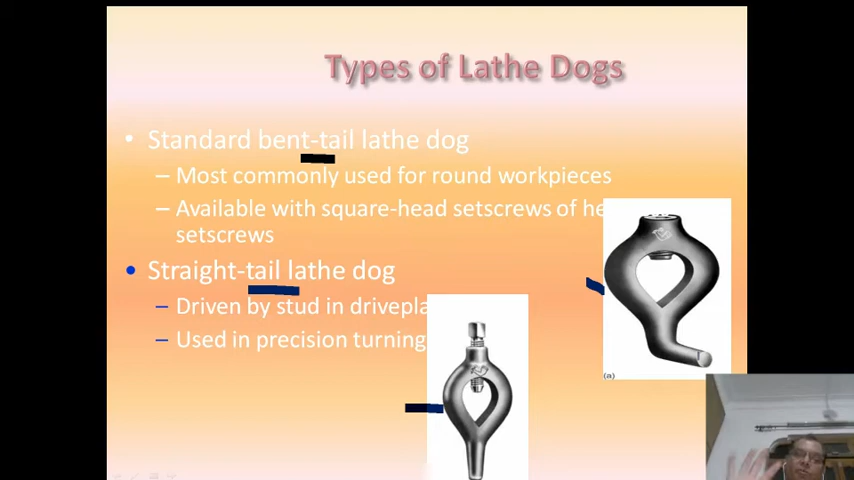 Types of Lathe Dogs
• Standard bent-tail lathe dog
– Most commonly used for round workpieces
– Available with square-head setscrews of
setscrews
• Straight-tail lathe dog
– Driven by stud in
– Used in precision turning
(a)